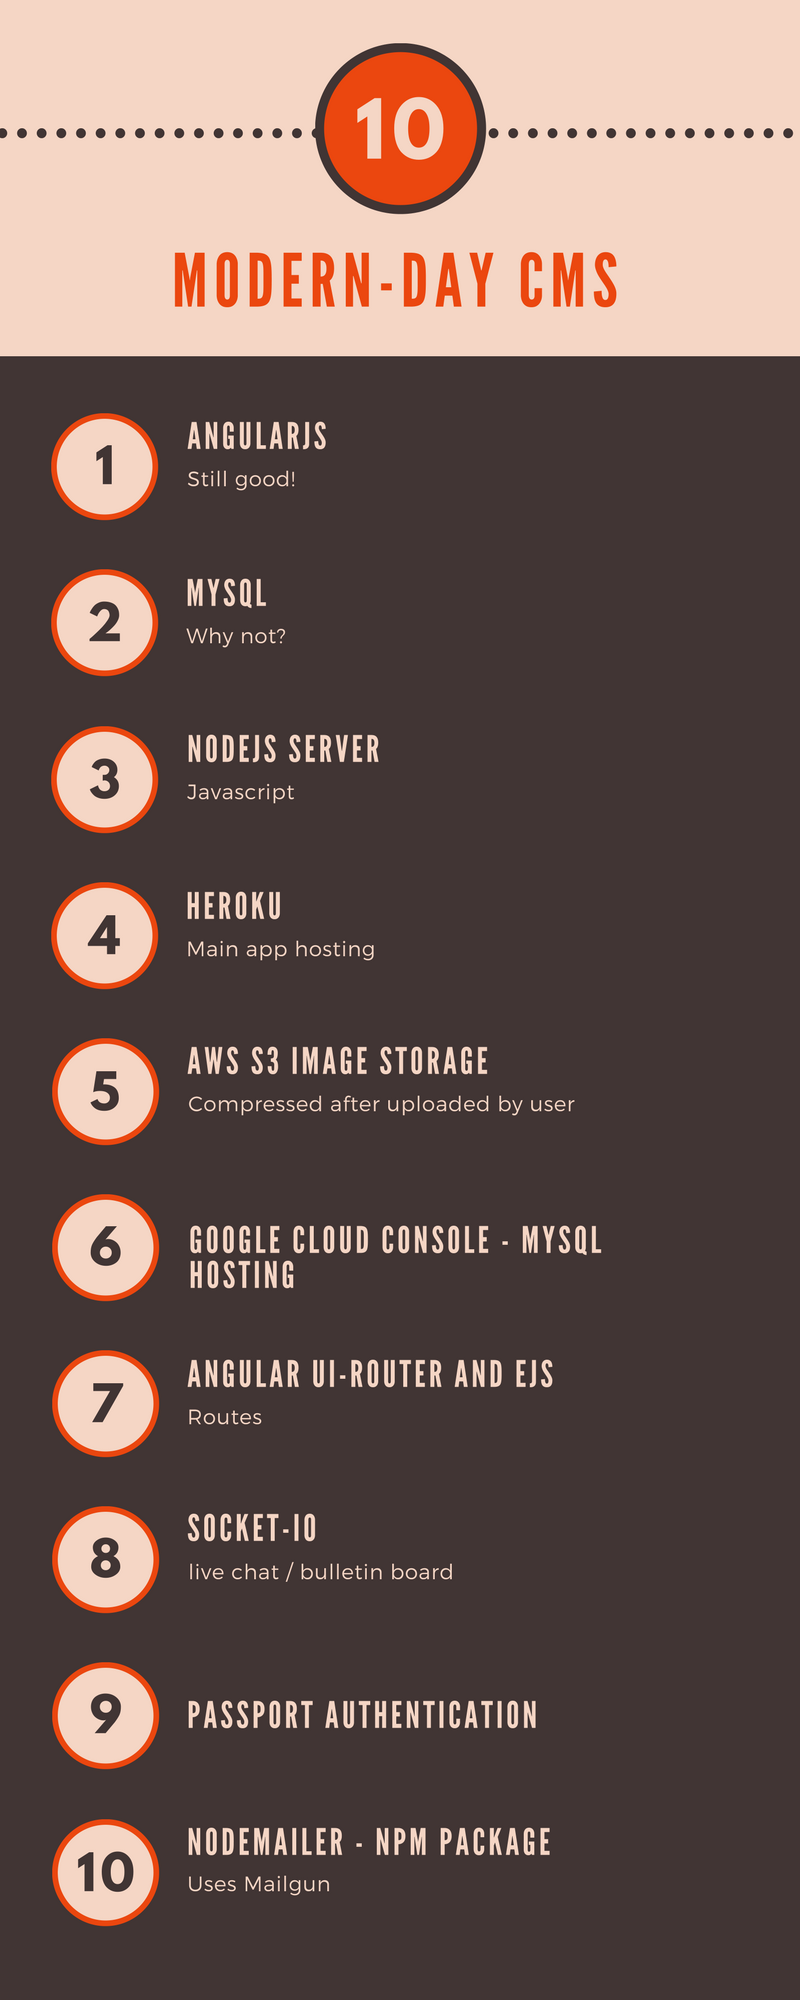 10
MODERN-DAY CMS
1
ANGULARJS
Still good!
2
MYSQL
Why not?
3
NODEJS SERVER
Javascript
4
HEROKU
Main app hosting
5
AWS S3 IMAGE STORAGE
Compressed after uploaded by user
6
GOOGLE CLOUD CONSOLE - MYSQL
HOSTING
7
ANGULAR UI-ROUTER AND EJS
Routes
8
SOCKET-IO
live chat / bulletin board
9
PASSPORT AUTHENTICATION
10
NODEMAILER - NPM PACKAGE
Uses Mailgun